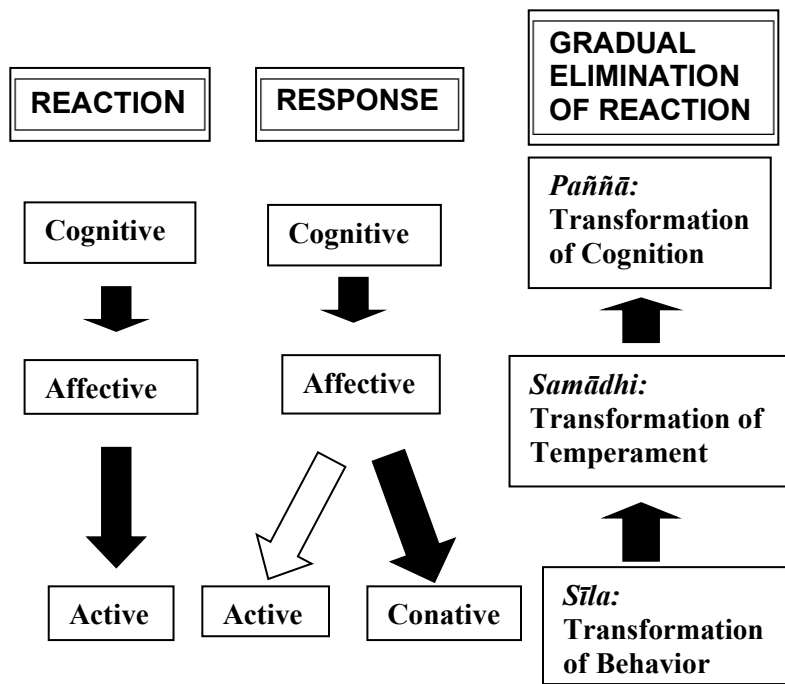 REACTION
RESPONSE
GRADUAL
ELIMINATION
OF REACTION
Cognitive
Cognitive
Paññā:
Transformation
of Cognition
Affective
Affective
Samādhi:
Transformation of
Temperament
Active
Active
Conative
Sīla:
Transformation
of Behavior